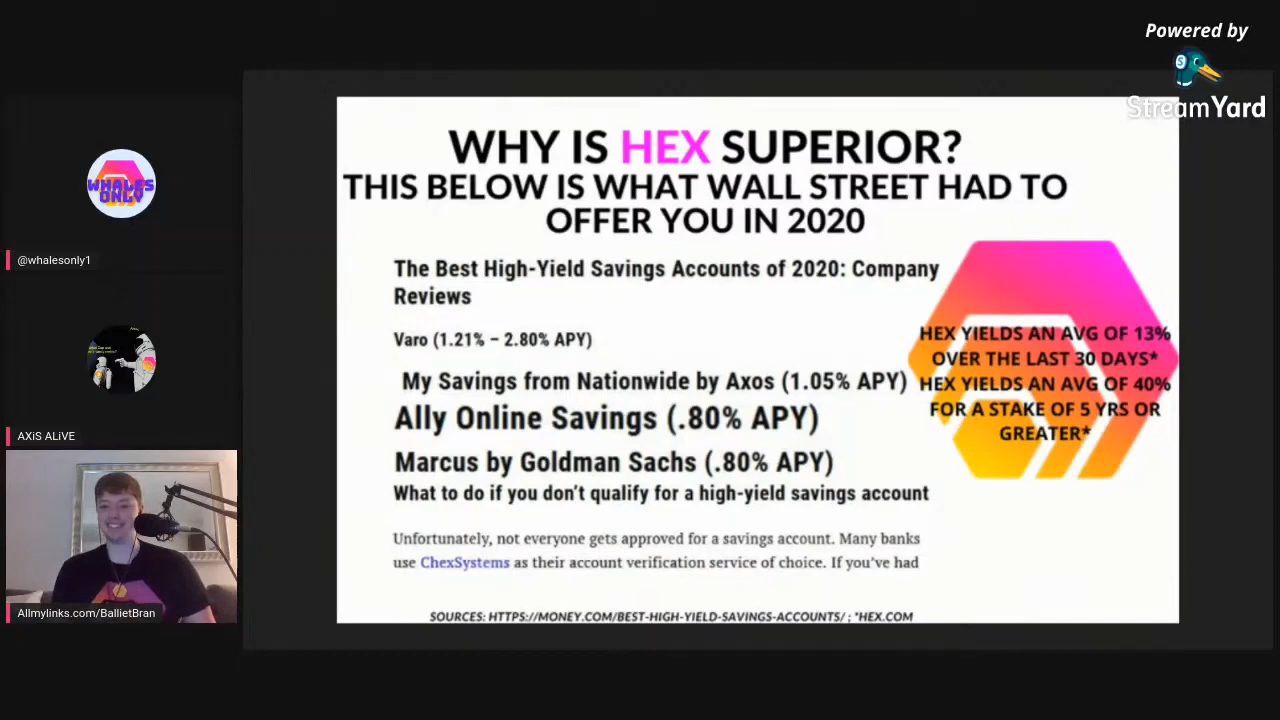 Powered by
StreamYard
WHALES
ONLY
@whalesonly1
AXiS ALiVE
Allmylinks.com/BallietBran
WHY IS HEX SUPERIOR?
THIS BELOW IS WHAT WALL STREET HAD TO
OFFER YOU IN 2020
The Best High-Yield Savings Accounts of 2020: Company
Reviews
Varo (1.21% – 2.80% APY)
My Savings from Nationwide by Axos (1.05% APY)
Ally Online Savings (.80% APY)
Marcus by Goldman Sachs (.80% APY)
What to do if you don’t qualify for a high-yield savings account
Unfortunately, not everyone gets approved for a savings account. Many banks
use ChexSystems as their account verification service of choice. If you’ve had
HEX YIELDS AN AVG OF 13%
OVER THE LAST 30 DAYS*
HEX YIELDS AN AVG OF 40%
FOR A STAKE OF 5 YRS OR
GREATER*
SOURCES: HTTPS://MONEY.COM/BEST-HIGH-YIELD-SAVINGS-ACCOUNTS/ ; *HEX.COM